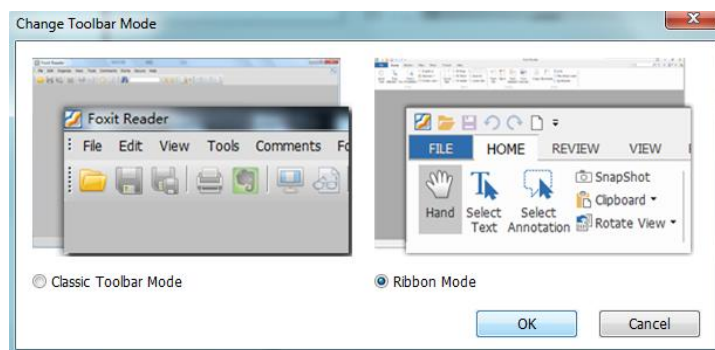 Change Toolbar Mode
Foxit Reader
File Edit View Tools Comments Fo
FILE HOME REVIEW VIEW
Hand
Select Text
Select Annotation
SnapShot
Clipboard
Rotate View
Classic Toolbar Mode
Ribbon Mode
OK Cancel